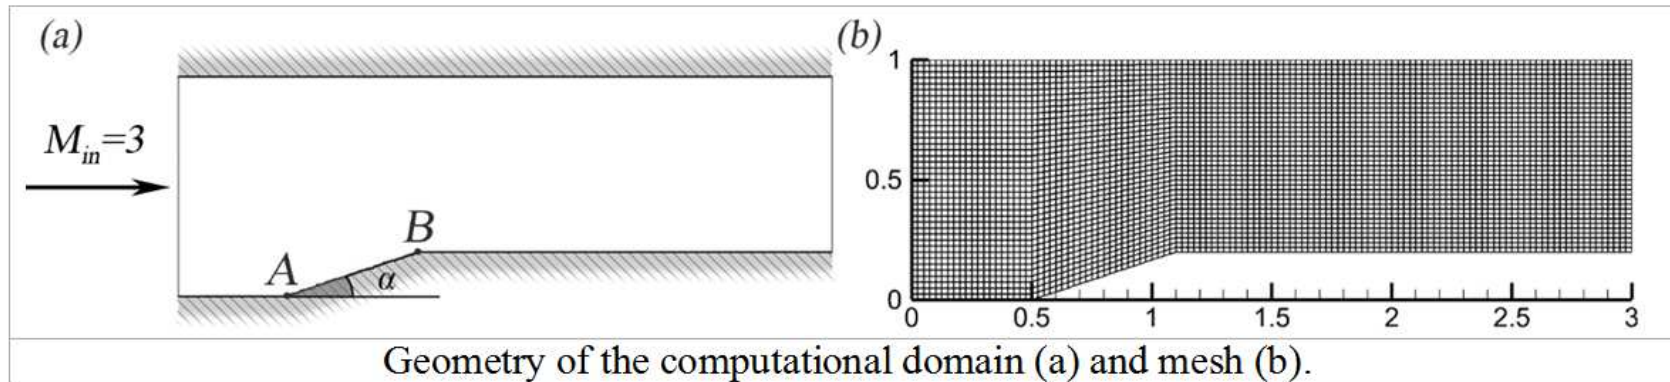 (a)
M_in=3
A
B
α
(b)
1
0.5
0
0 0.5 1 1.5 2 2.5 3
Geometry of the computational domain (a) and mesh (b).